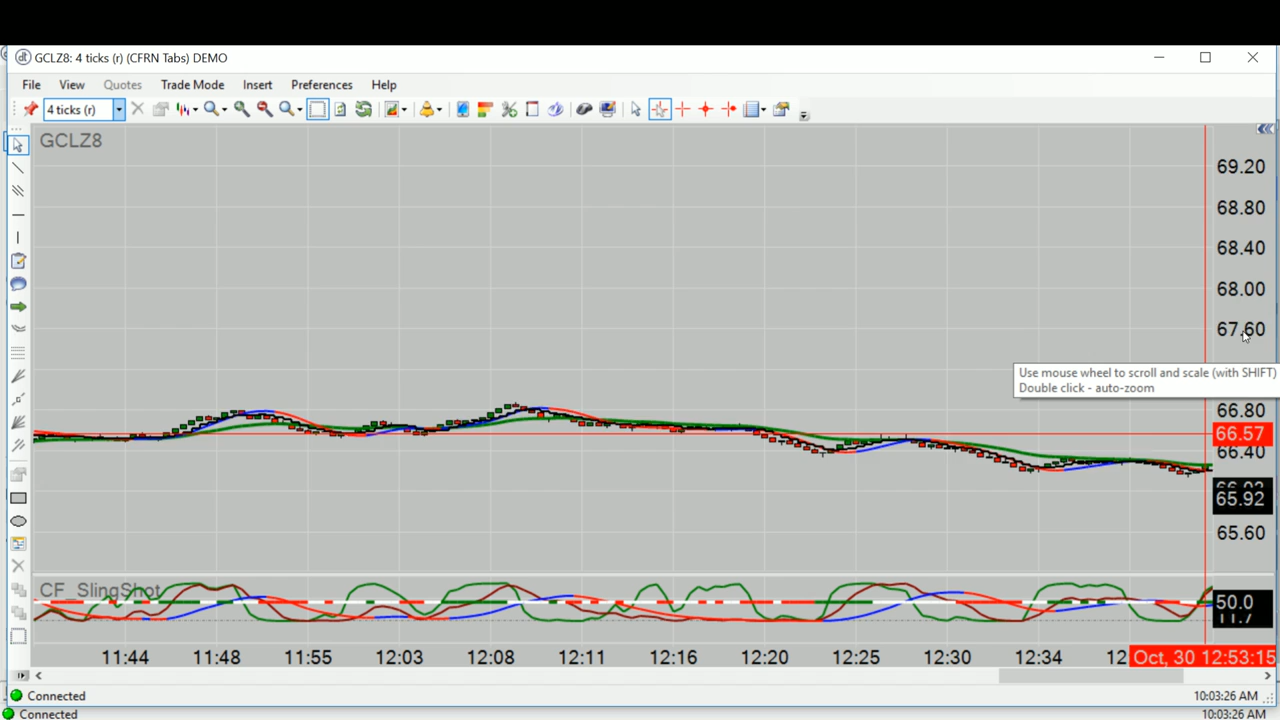 GCLZ8: 4 ticks (r) (CFRN Tabs) DEMO
File View Quotes Trade Mode Insert Preferences Help
4 ticks (r)
GCLZ8
69.20
68.80
68.40
68.00
67.60
Use mouse wheel to scroll and scale (with SHIFT)
Double click - auto-zoom
66.80
66.57
66.40
65.92
65.60
CF_SlingShot
50.0
11:44 11:48 11:55 12:03 12:08 12:11 12:16 12:20 12:25 12:30 12:34 12 Oct, 30 12:53:15
Connected 10:03:26 AM
Connected 10:03:26 AM